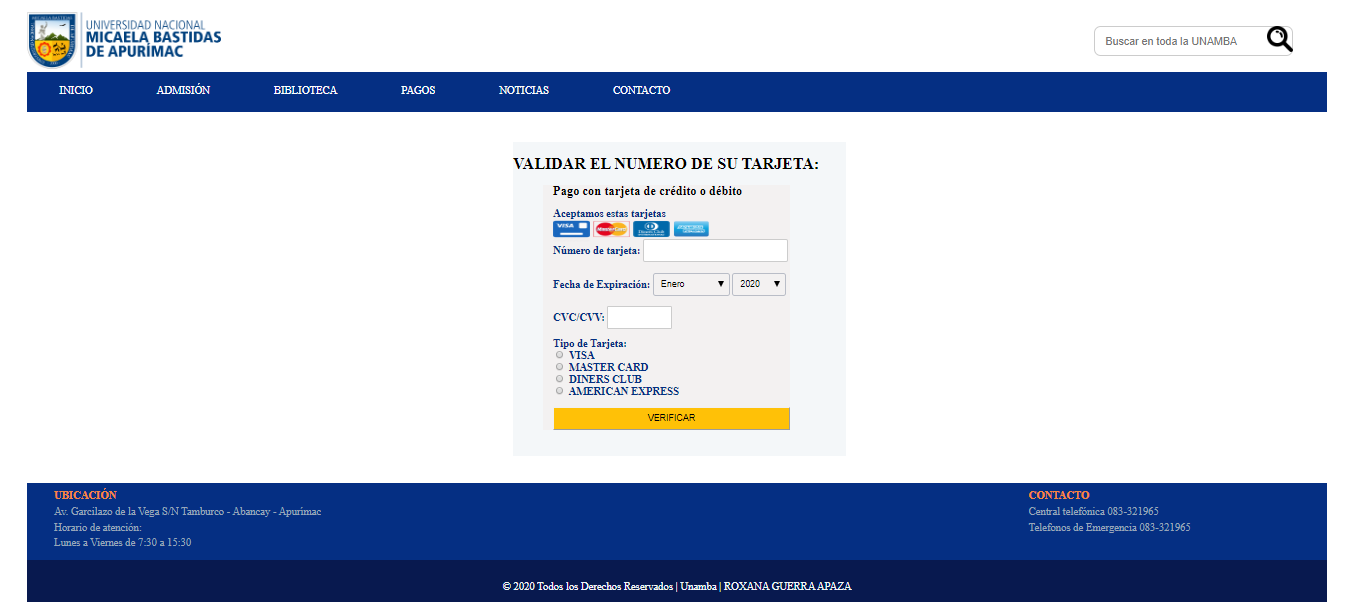 UNIVERSIDAD NACIONAL
MICAELA BASTIDAS
DE APURÍMAC
Buscar en toda la UNAMBA
INICIO ADMISIÓN BIBLIOTECA PAGOS NOTICIAS CONTACTO
VALIDAR EL NUMERO DE SU TARJETA:
Pago con tarjeta de crédito o débito
Aceptamos estas tarjetas
VISA MasterCard Diners Club
Número de tarjeta:
Fecha de Expiración: Enero 2020
CVC/CVV:
Tipo de Tarjeta:
VISA
MASTER CARD
DINERS CLUB
AMERICAN EXPRESS
VERIFICAR
UBICACIÓN
Av. Garcilazo de la Vega S/N Tamburco - Abancay - Apurímac
Horario de atención:
Lunes a Viernes de 7:30 a 15:30
CONTACTO
Central telefónica 083-321965
Telefonos de Emergencia 083-321965
© 2020 Todos los Derechos Reservados | Unamba | ROXANA GUERRA APAZA